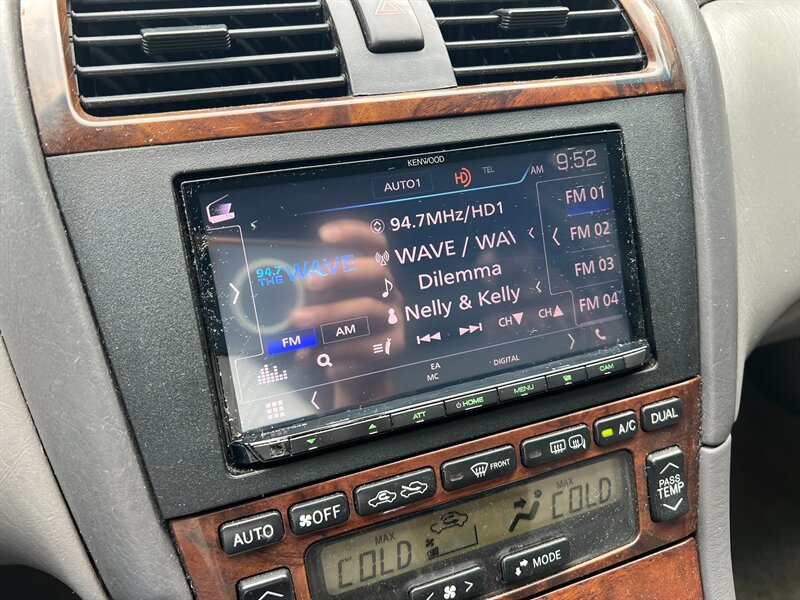 KENWOOD
AUTO1 HD TEL AM 9:52
94.7MHz/HD1
WAVE / WAV
Dilemma
Nelly & Kelly
94.7
THE WAVE
FM AM
FM 01
FM 02
FM 03
FM 04
CH▼ CH▲
EA
MC
DIGITAL
ATT HOME MENU CAM
AUTO OFF FRONT A/C DUAL
PASS
TEMP
MAX
COLD
MAX
COLD
MODE